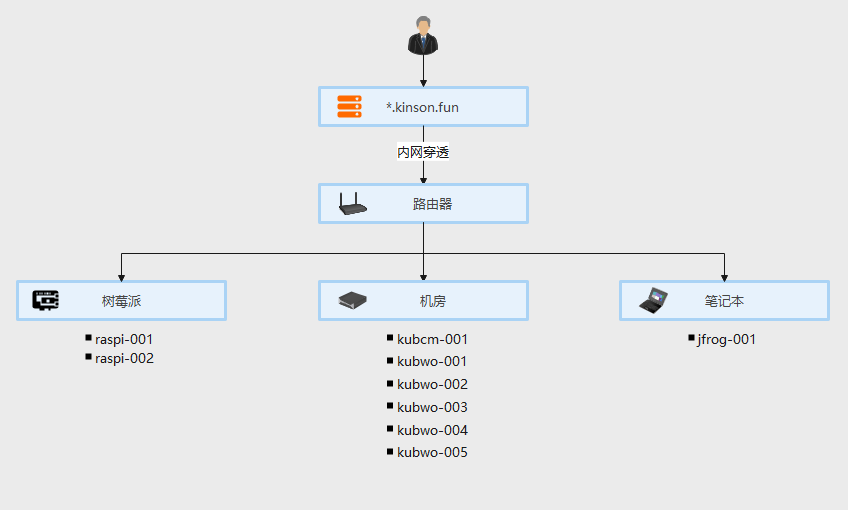 *.kinson.fun
内网穿透
路由器
树莓派
raspi-001
raspi-002
机房
kubcm-001
kubwo-001
kubwo-002
kubwo-003
kubwo-004
kubwo-005
笔记本
jfrog-001